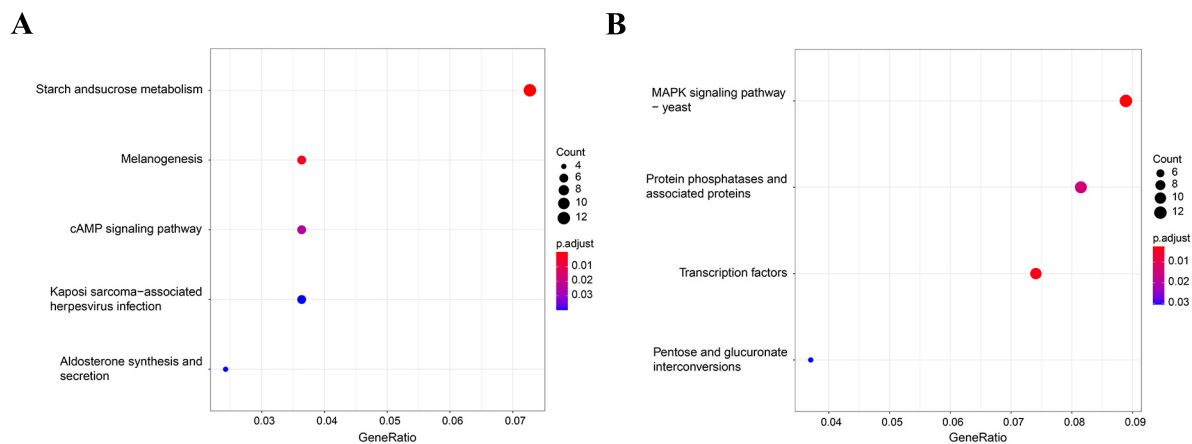 A
Starch andsucrose metabolism
Melanogenesis
cAMP signaling pathway
Kaposi sarcoma−associated
herpesvirus infection
Aldosterone synthesis and
secretion
0.03 0.04 0.05 0.06 0.07
GeneRatio
Count
4
6
8
10
12
p.adjust
0.01
0.02
0.03
B
MAPK signaling pathway
− yeast
Protein phosphatases and
associated proteins
Transcription factors
Pentose and glucuronate
interconversions
0.04 0.05 0.06 0.07 0.08 0.09
GeneRatio
Count
6
8
10
12
p.adjust
0.01
0.02
0.03